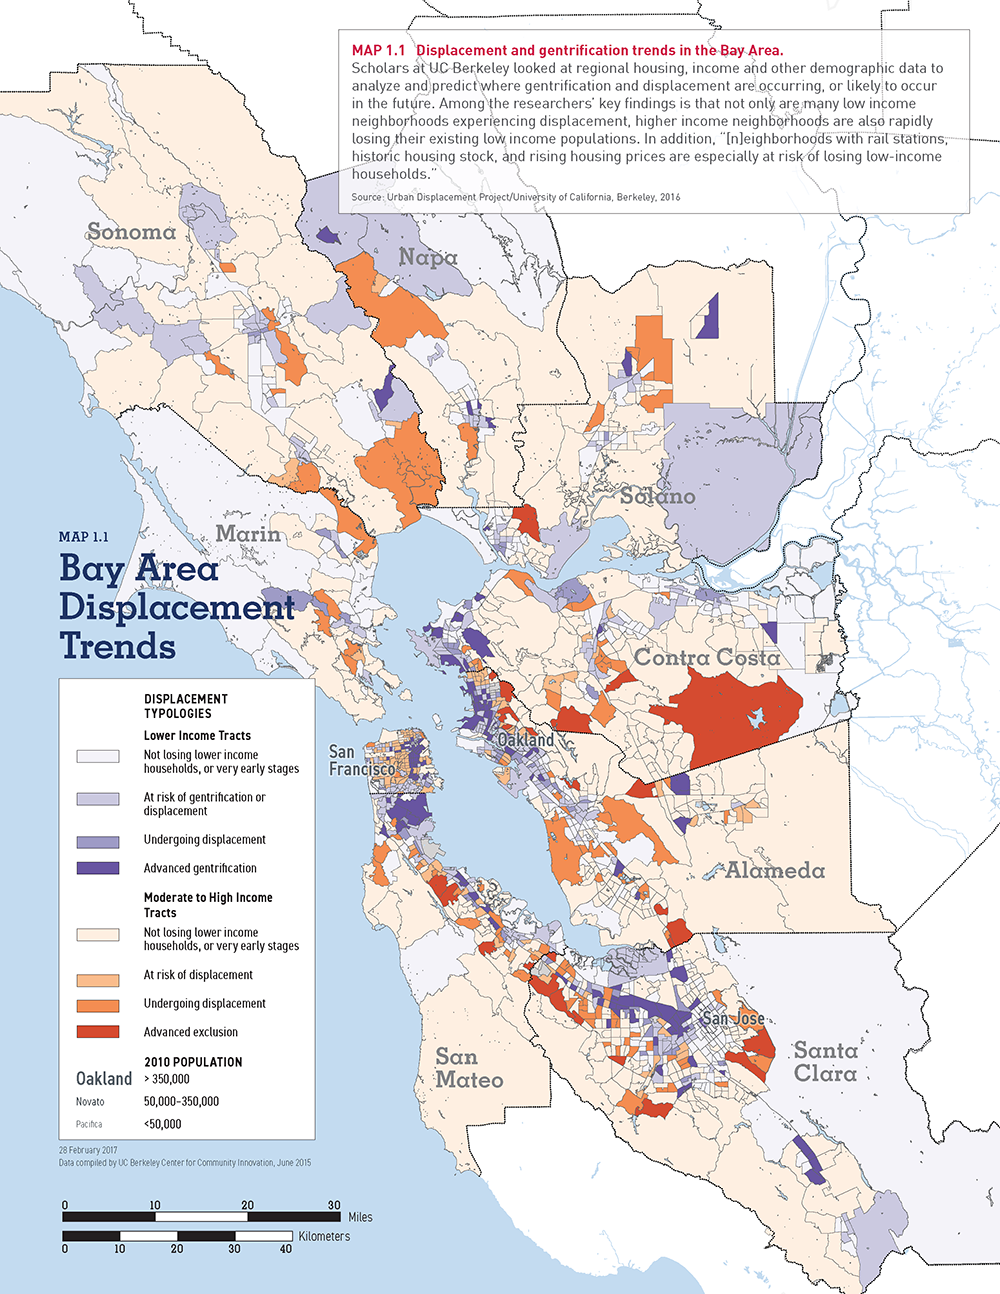 MAP 1.1 Displacement and gentrification trends in the Bay Area.
Scholars at UC Berkeley looked at regional housing, income and other demographic data to
analyze and predict where gentrification and displacement are occurring, or likely to occur
in the future. Among the researchers' key findings is that not only are many low income
neighborhoods experiencing displacement, higher income neighborhoods are also rapidly
losing their existing low income populations. In addition, “[n]eighborhoods with rail stations,
historic housing stock, and rising housing prices are especially at risk of losing low-income
households.”
Source: Urban Displacement Project/University of California, Berkeley, 2016
Sonoma
Napa
Solano
Marin
MAP 1.1
Bay Area
Displacement
Trends
Contra Costa
Oakland
San
Francisco
Alameda
San Jose
Santa
Clara
San
Mateo
DISPLACEMENT
TYPOLOGIES
Lower Income Tracts
Not losing lower income
households, or very early stages
At risk of gentrification or
displacement
Undergoing displacement
Advanced gentrification
Moderate to High Income
Tracts
Not losing lower income
households, or very early stages
At risk of displacement
Undergoing displacement
Advanced exclusion
2010 POPULATION
Oakland > 350,000
Novato 50,000–350,000
Pacifica <50,000
28 February 2017
Data compiled by UC Berkeley Center for Community Innovation, June 2015
0 10 20 30
Miles
Kilometers
0 10 20 30 40